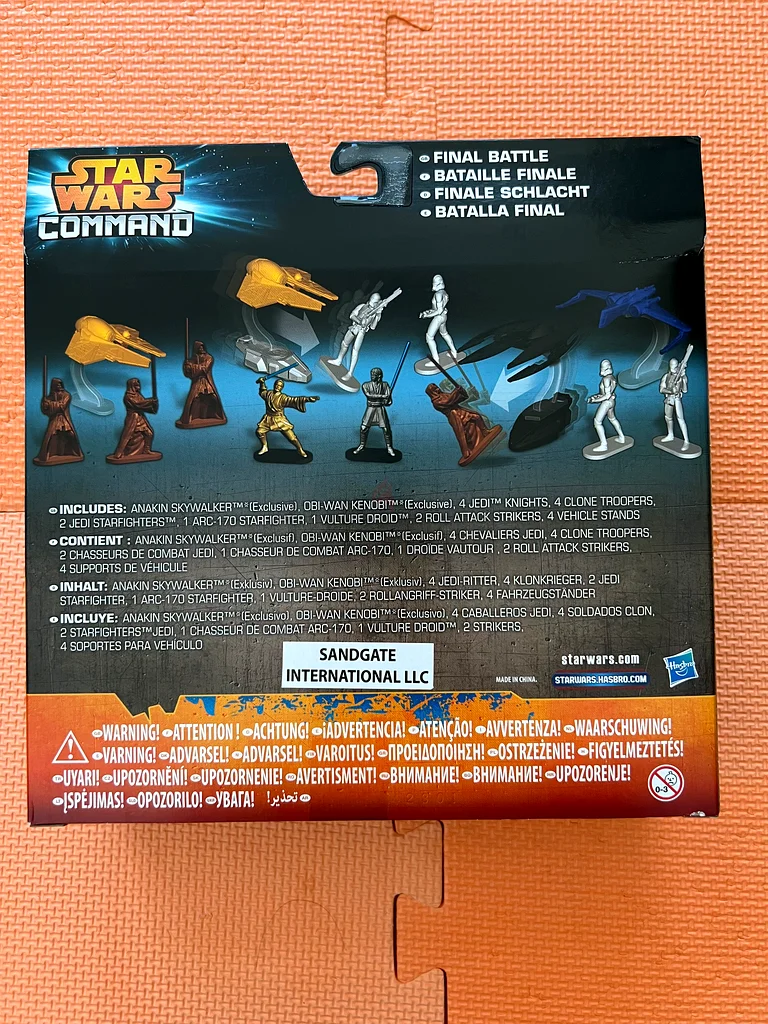 STAR
WARS
COMMAND
FINAL BATTLE
BATAILLE FINALE
FINALE SCHLACHT
BATALLA FINAL
INCLUDES: ANAKIN SKYWALKER™*(Exclusive), OBI-WAN KENOBI™*(Exclusive), 4 JEDI™ KNIGHTS, 4 CLONE TROOPERS,
2 JEDI STARFIGHTERS™, 1 ARC-170 STARFIGHTER, 1 VULTURE DROID™, 2 ROLL ATTACK STRIKERS, 4 VEHICLE STANDS
CONTIENT : ANAKIN SKYWALKER™*(Exclusif), OBI-WAN KENOBI™*(Exclusif), 4 CHEVALIERS JEDI, 4 CLONE TROOPERS,
2 CHASSEURS DE COMBAT JEDI, 1 CHASSEUR DE COMBAT ARC-170, 1 DROÏDE VAUTOUR , 2 ROLL ATTACK STRIKERS,
4 SUPPORTS DE VÉHICULE
INHALT: ANAKIN SKYWALKER™*(Exklusiv), OBI-WAN KENOBI™*(Exklusiv), 4 JEDI-RITTER, 4 KLONKRIEGER, 2 JEDI
STARFIGHTER, 1 ARC-170 STARFIGHTER, 1 VULTURE-DROIDE, 2 ROLLANGRIFF-STRIKER, 4 FAHRZEUGSTÄNDER
INCLUYE: ANAKIN SKYWALKER™*(Exclusivo), OBI-WAN KENOBI™*(Exclusivo), 4 CABALLEROS JEDI, 4 SOLDADOS CLON,
2 STARFIGHTERS™JEDI, 1 CHASSEUR DE COMBAT ARC-170, 1 VULTURE DROID™, 2 STRIKERS,
4 SOPORTES PARA VEHÍCULO
SANDGATE
INTERNATIONAL LLC
MADE IN CHINA.
starwars.com
STARWARS.HASBRO.COM
Hasbro
WARNING! ATTENTION ! ACHTUNG! ¡ADVERTENCIA! ATENÇÃO! AVVERTENZA! WAARSCHUWING!
VARNING! ADVARSEL! ADVARSEL! VAROITUS! ΠΡΟΕΙΔΟΠΟΙΗΣΗ! OSTRZEŻENIE! FIGYELMEZTETÉS!
UYARI! UPOZORNĚNÍ! UPOZORNENIE! AVERTISMENT! ВНИМАНИЕ! ВНИМАНИЕ! UPOZORENJE!
ĮSPĖJIMAS! OPOZORILO! УВАГА! تحذير!
0-3